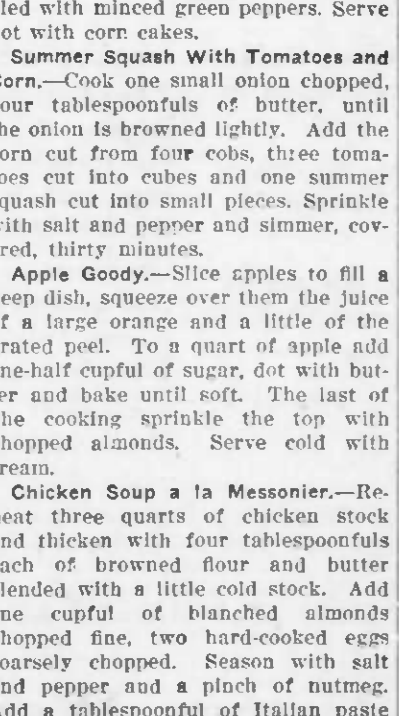 led with minced green peppers. Serve
ot with corn cakes.
Summer Squash With Tomatoes and
Corn.—Cook one small onion chopped,
our tablespoonfuls of butter, until
he onion is browned lightly. Add the
orn cut from four cobs, three toma-
oes cut into cubes and one summer
quash cut into small pieces. Sprinkle
ith salt and pepper and simmer, cov-
red, thirty minutes.
Apple Goody.—Slice apples to fill a
eep dish, squeeze over them the juice
f a large orange and a little of the
rated peel. To a quart of apple add
ne-half cupful of sugar, dot with but-
er and bake until soft. The last of
he cooking sprinkle the top with
hopped almonds. Serve cold with
ream.
Chicken Soup a la Messonier.—Re-
eat three quarts of chicken stock
nd thicken with four tablespoonfuls
ach of browned flour and butter
lended with a little cold stock. Add
ne cupful of blanched almonds
hopped fine, two hard-cooked eggs
oarsely chopped. Season with salt
nd pepper and a pinch of nutmeg.
Add a tablespoonful of Italian paste